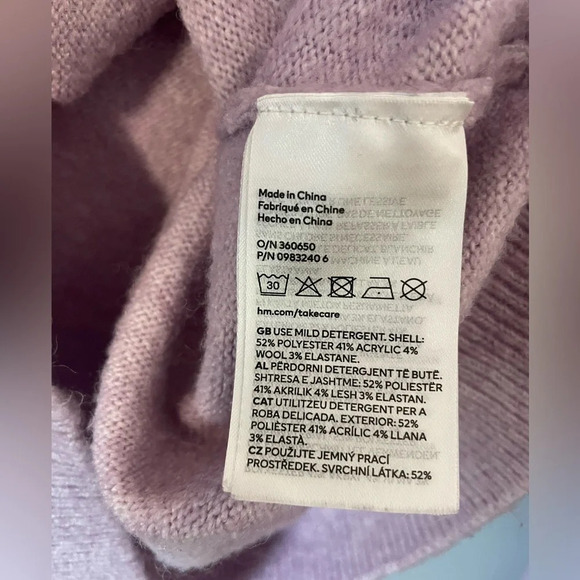 Made in China
Fabriqué en Chine
Hecho en China
O/N 360650
P/N 0983240 6
30
hm.com/takecare
GB USE MILD DETERGENT. SHELL:
52% POLYESTER 41% ACRYLIC 4%
WOOL 3% ELASTANE.
AL PËRDORNI DETERGJENT TË BUTË.
SHTRESA E JASHTME: 52% POLIESTËR
41% AKRILIK 4% LESH 3% ELASTAN.
CAT UTILITZEU DETERGENT PER A
ROBA DELICADA. EXTERIOR: 52%
POLIÈSTER 41% ACRÍLIC 4% LLANA
3% ELASTÀ.
CZ POUŽIJTE JEMNÝ PRACÍ
PROSTŘEDEK. SVRCHNÍ LÁTKA: 52%